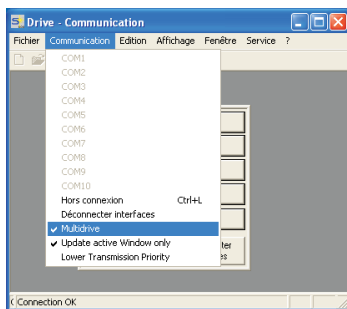 Drive - Communication
Fichier Communication Edition Affichage Fenêtre Service ?
COM1
COM2
COM3
COM4
COM5
COM6
COM7
COM8
COM9
COM10
Hors connexion Ctrl+L
Déconnecter interfaces
Multidrive
Update active Window only
Lower Transmission Priority
Connection OK